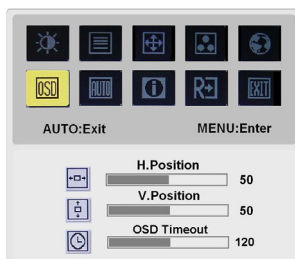 OSD AUTO i R EXIT
AUTO:Exit MENU:Enter
H.Position
50
V.Position
50
OSD Timeout
120